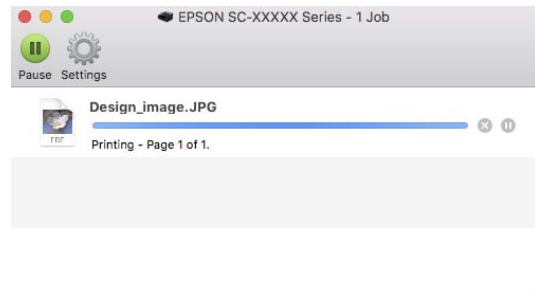 EPSON SC-XXXXX Series - 1 Job
Pause Settings
Design_image.JPG
Printing - Page 1 of 1.